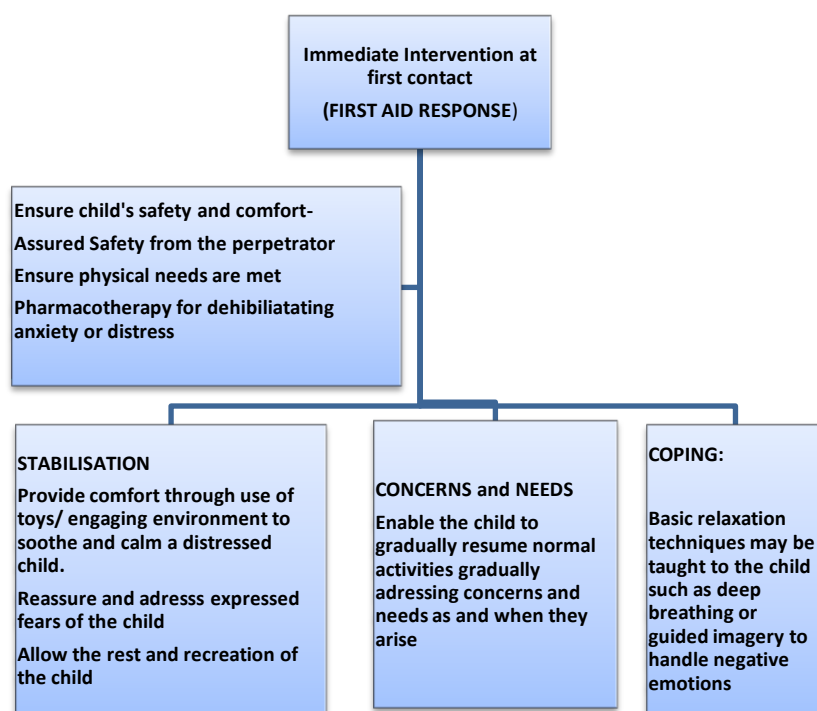 Immediate Intervention at
first contact
(FIRST AID RESPONSE)
Ensure child's safety and comfort-
Assured Safety from the perpetrator
Ensure physical needs are met
Pharmacotherapy for dehibiliatating
anxiety or distress
STABILISATION
Provide comfort through use of
toys/ engaging environment to
soothe and calm a distressed
child.
Reassure and adresss expressed
fears of the child
Allow the rest and recreation of
the child
CONCERNS and NEEDS
Enable the child to
gradually resume normal
activities gradually
adressing concerns and
needs as and when they
arise
COPING:
Basic relaxation
techniques may be
taught to the child
such as deep
breathing or
guided imagery to
handle negative
emotions